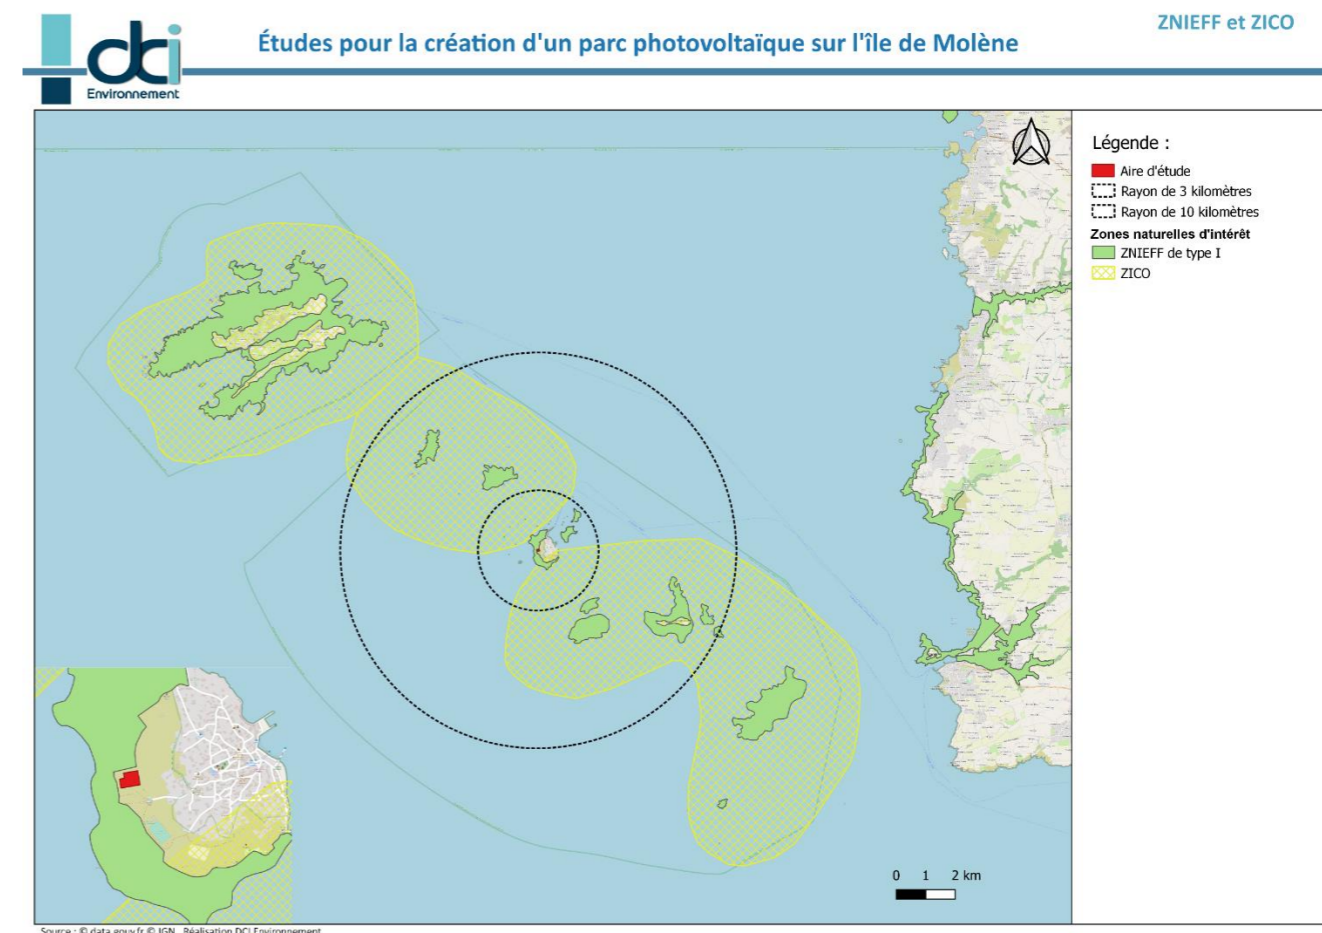 ZNIEFF et ZICO
Études pour la création d'un parc photovoltaïque sur l'île de Molène
dci
Environnement
Légende :
Aire d'étude
Rayon de 3 kilomètres
Rayon de 10 kilomètres
Zones naturelles d'intérêt
ZNIEFF de type I
ZICO
0 1 2 km
Source : © data.gouv.fr © IGN Réalisation DCI Environnement